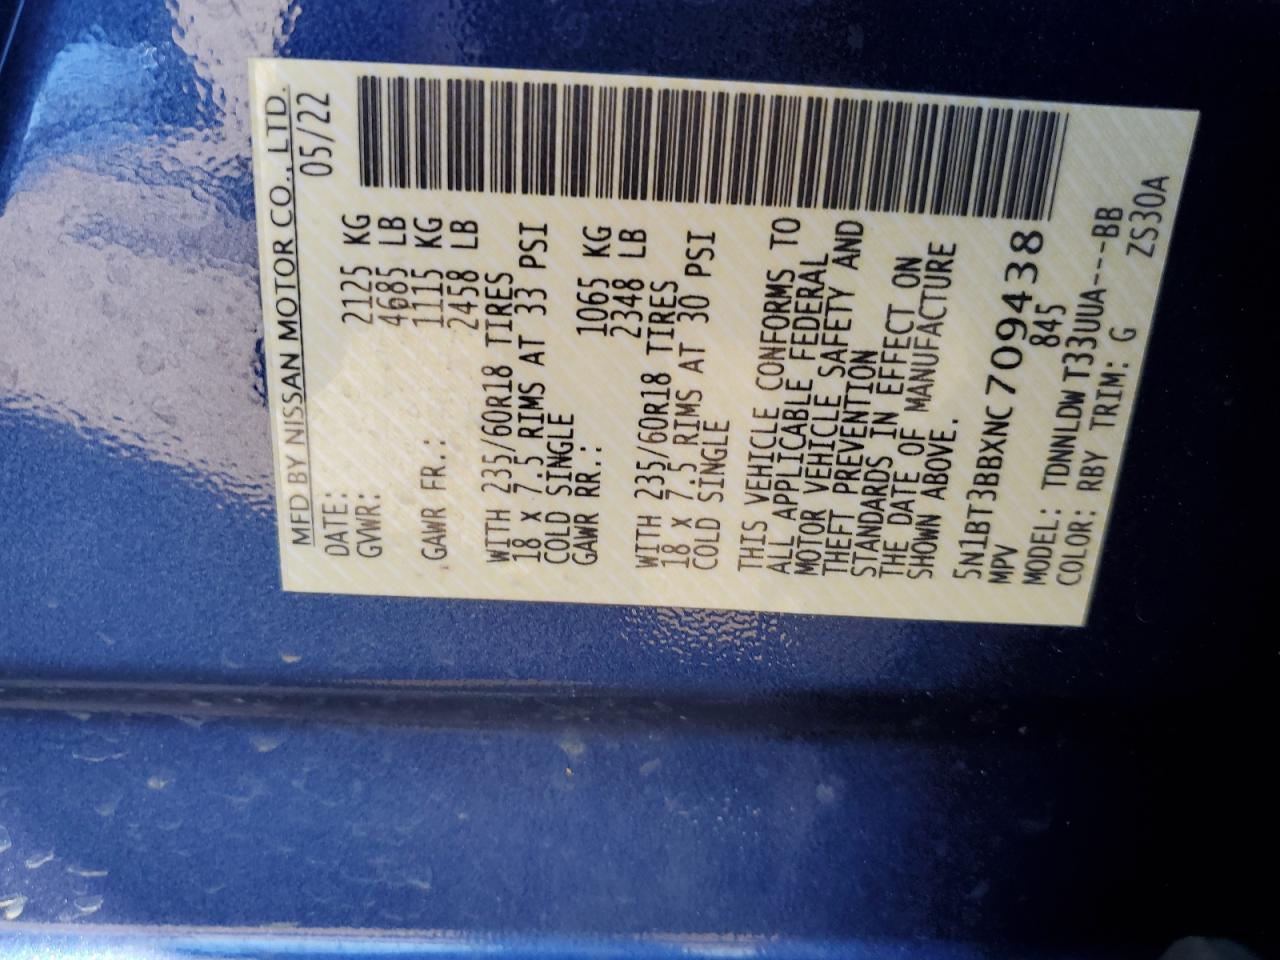 MFD BY NISSAN MOTOR CO., LTD.
DATE: 05/22
GVWR: 2125 KG
4685 LB
GAWR FR.: 1115 KG
2458 LB
WITH 235/60R18 TIRES
18 x 7.5 RIMS AT 33 PSI
COLD SINGLE
GAWR RR.: 1065 KG
2348 LB
WITH 235/60R18 TIRES
18 x 7.5 RIMS AT 30 PSI
COLD SINGLE
THIS VEHICLE CONFORMS TO
ALL APPLICABLE FEDERAL
MOTOR VEHICLE SAFETY AND
THEFT PREVENTION
STANDARDS IN EFFECT ON
THE DATE OF MANUFACTURE
SHOWN ABOVE.
5N1BT3BBXNC709438
MPV 845
MODEL: TDNNLDWT33UUA---BB
COLOR: RBY TRIM: G ZS30A